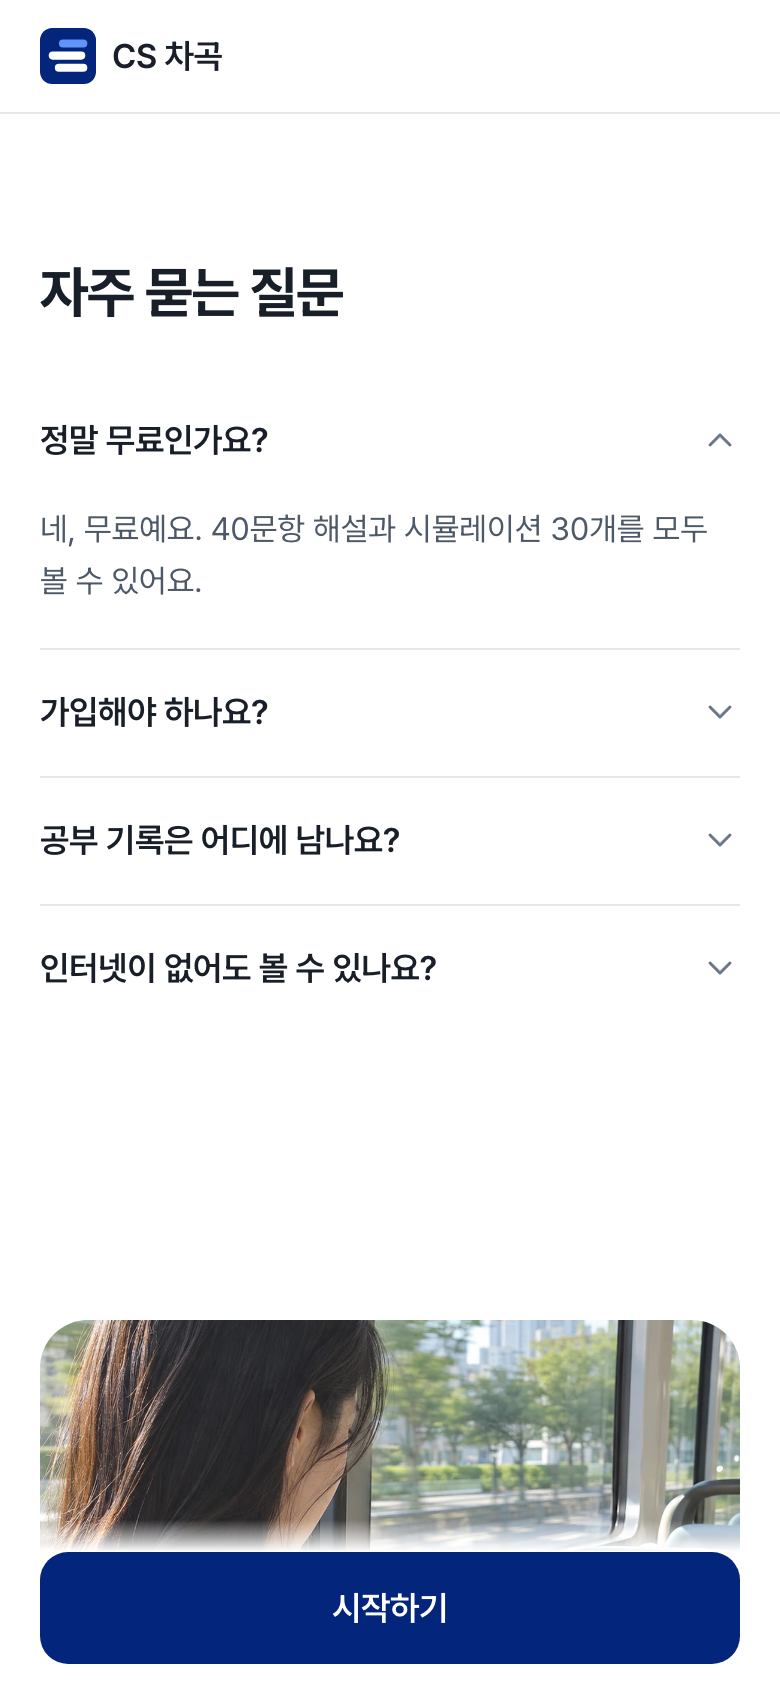 CS 차곡
자주 묻는 질문
정말 무료인가요?
네, 무료예요. 40문항 해설과 시뮬레이션 30개를 모두
볼 수 있어요.
가입해야 하나요?
공부 기록은 어디에 남나요?
인터넷이 없어도 볼 수 있나요?
시작하기